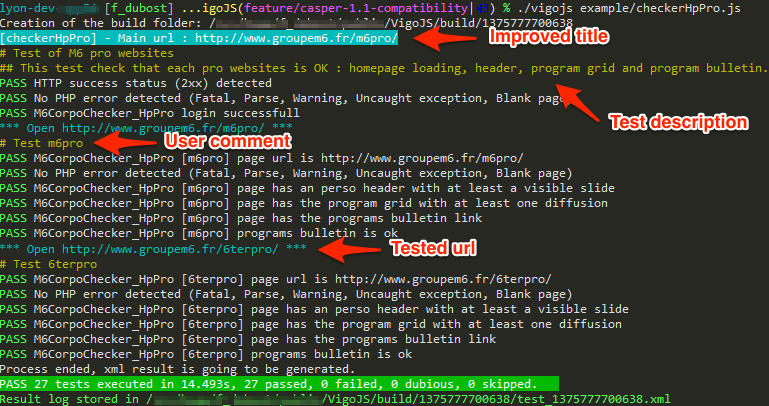 lyon-dev [f_dubost] ...igoJS(feature/casper-1.1-compatibility| 3) % ./vigojs example/checkerHpPro.js
Creation of the build folder: / /VigoJS/build/1375777700638
[checkerHpPro] - Main url : http://www.groupem6.fr/m6pro/
Improved title
# Test of M6 pro websites
## This test check that each pro websites is OK : homepage loading, header, program grid and program bulletin.
PASS HTTP success status (2xx) detected
PASS No PHP error detected (Fatal, Parse, Warning, Uncaught exception, Blank page)
PASS M6CorpoChecker_HpPro login successfull
Test description
*** Open http://www.groupem6.fr/m6pro/ ***
# Test m6pro
User comment
PASS M6CorpoChecker_HpPro [m6pro] page url is http://www.groupem6.fr/m6pro/
PASS No PHP error detected (Fatal, Parse, Warning, Uncaught exception, Blank page)
PASS M6CorpoChecker_HpPro [m6pro] page has an perso header with at least a visible slide
PASS M6CorpoChecker_HpPro [m6pro] page has the program grid with at least one diffusion
PASS M6CorpoChecker_HpPro [m6pro] page has the programs bulletin link
PASS M6CorpoChecker_HpPro [m6pro] programs bulletin is ok
*** Open http://www.groupem6.fr/6terpro/ ***
Tested url
# Test 6terpro
PASS M6CorpoChecker_HpPro [6terpro] page url is http://www.groupem6.fr/6terpro/
PASS No PHP error detected (Fatal, Parse, Warning, Uncaught exception, Blank page)
PASS M6CorpoChecker_HpPro [6terpro] page has an perso header with at least a visible slide
PASS M6CorpoChecker_HpPro [6terpro] page has the program grid with at least one diffusion
PASS M6CorpoChecker_HpPro [6terpro] page has the programs bulletin link
PASS M6CorpoChecker_HpPro [6terpro] programs bulletin is ok
Process ended, xml result is going to be generated.
PASS 27 tests executed in 14.493s, 27 passed, 0 failed, 0 dubious, 0 skipped.
Result log stored in / /VigoJS/build/1375777700638/test_1375777700638.xml